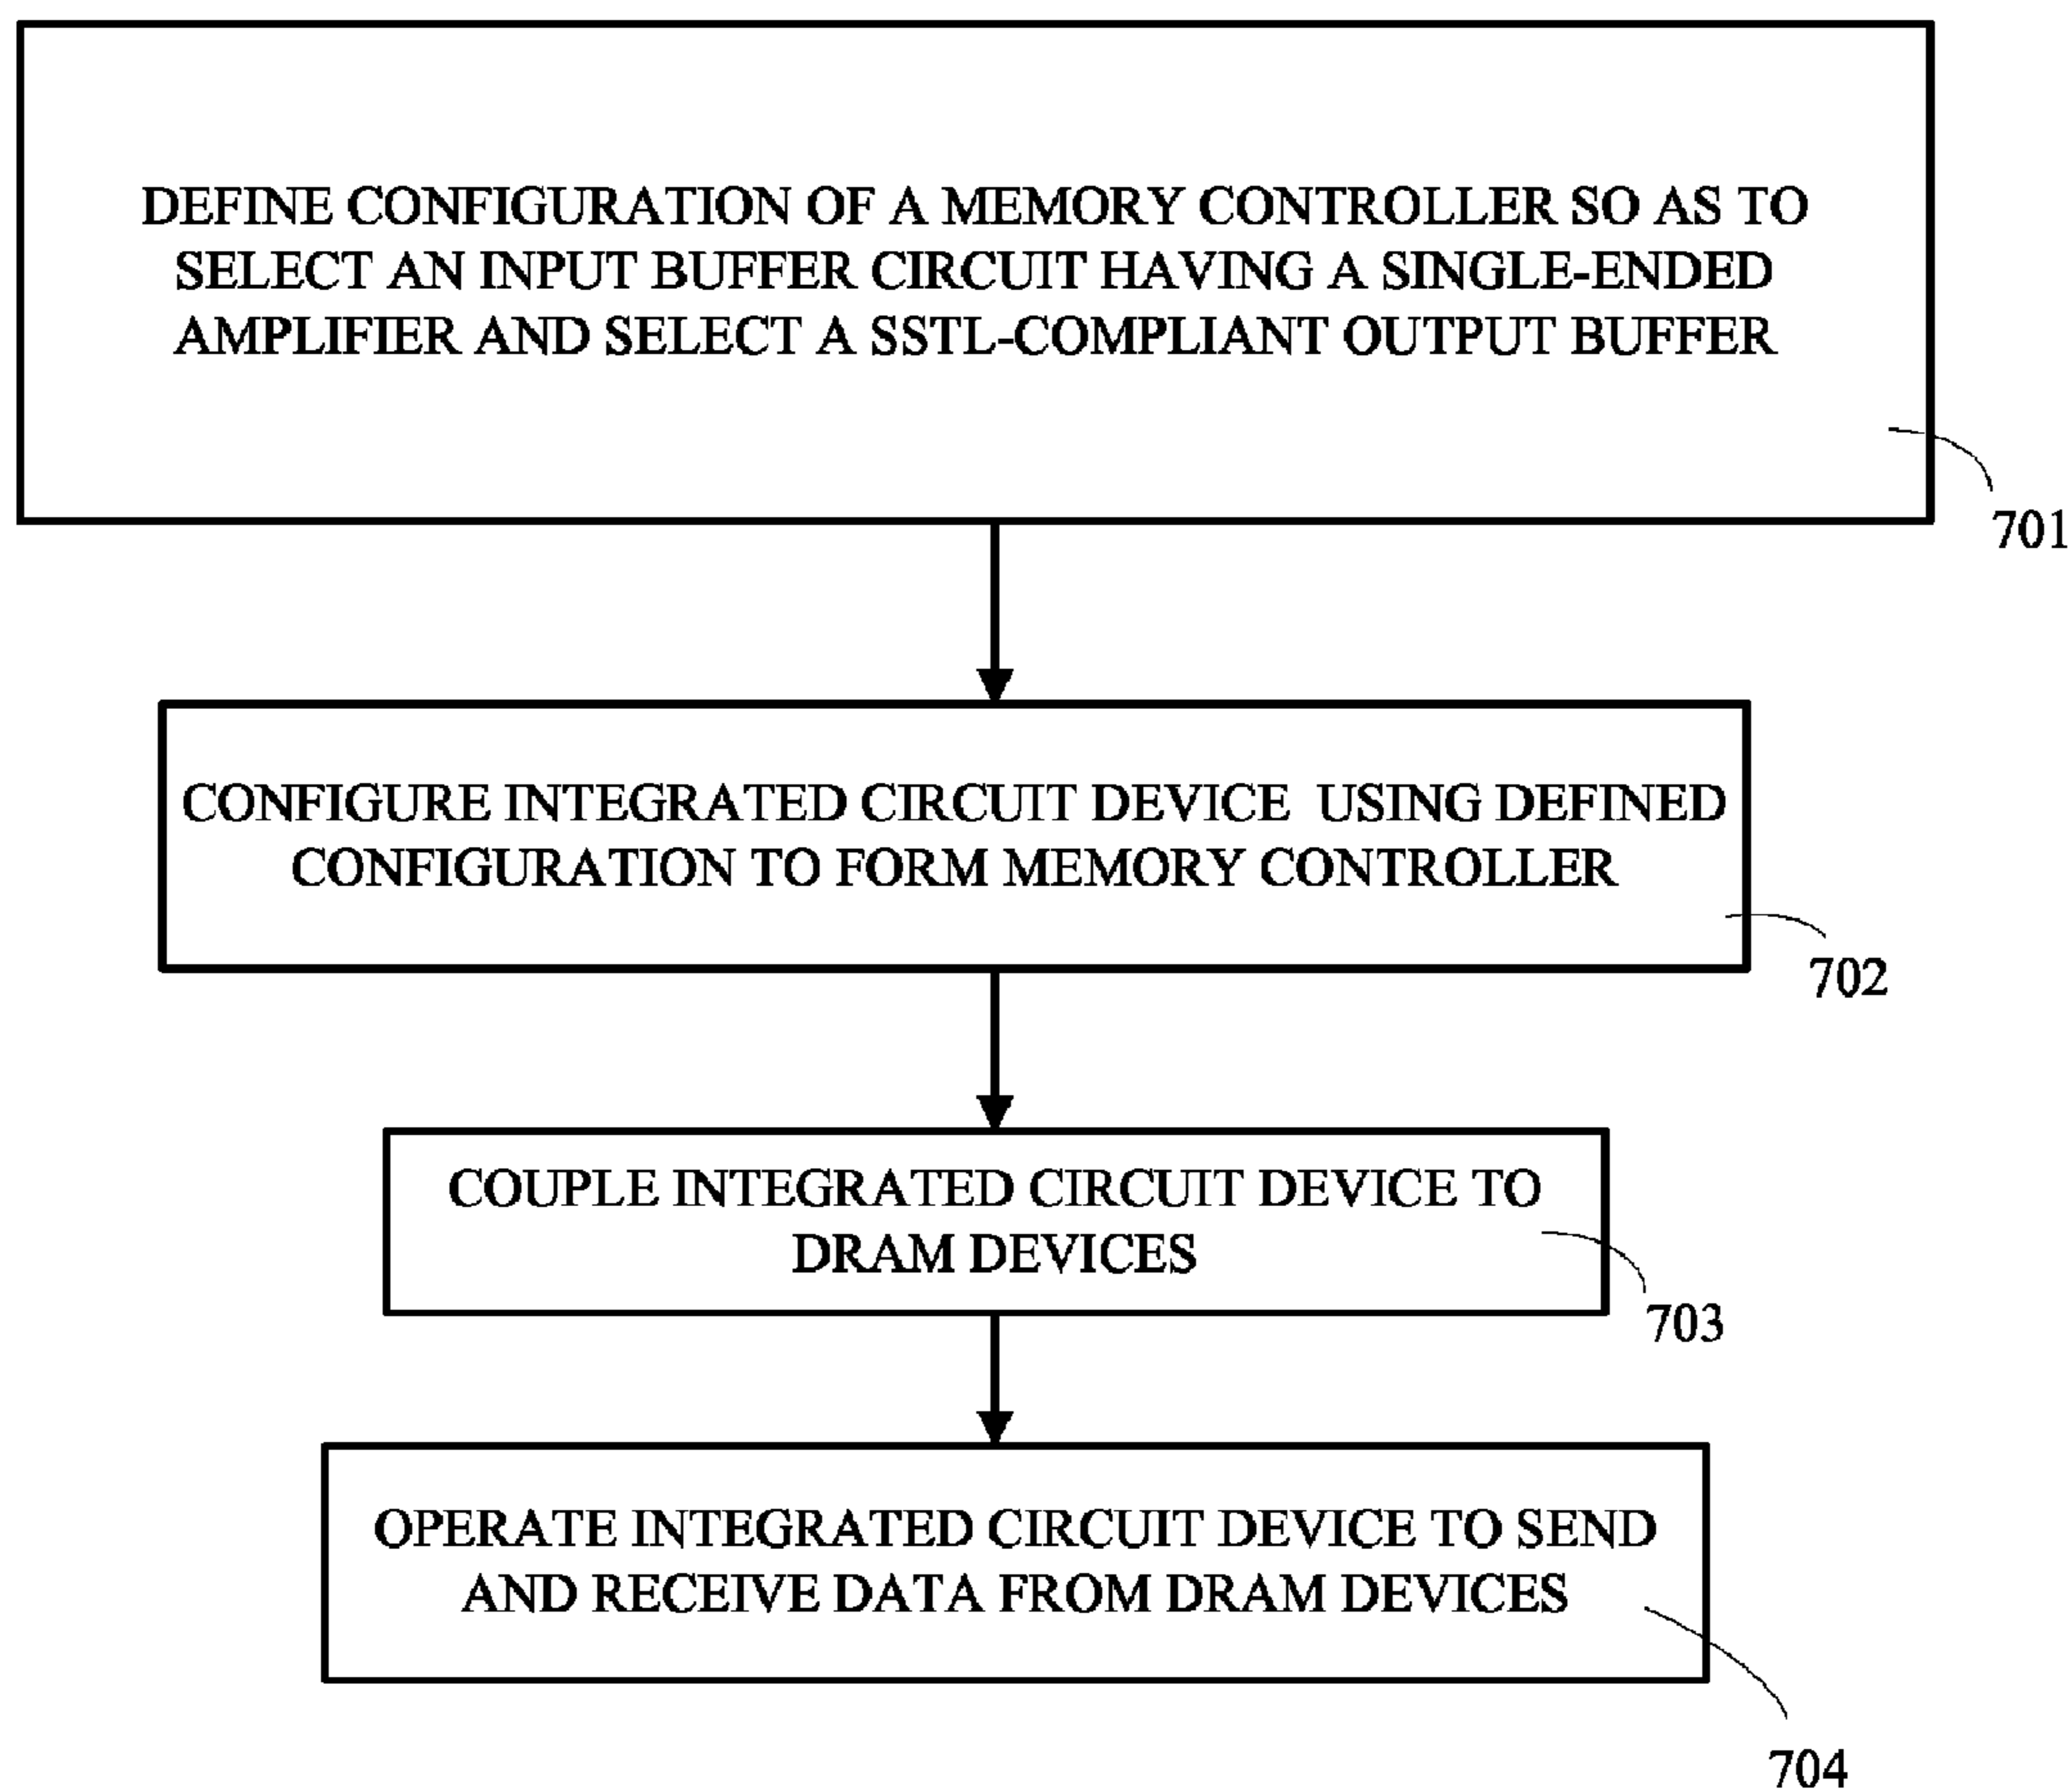 DEFINE CONFIGURATION OF A MEMORY CONTROLLER SO AS TO
SELECT AN INPUT BUFFER CIRCUIT HAVING A SINGLE-ENDED
AMPLIFIER AND SELECT A SSTL-COMPLIANT OUTPUT BUFFER
701
CONFIGURE INTEGRATED CIRCUIT DEVICE USING DEFINED
CONFIGURATION TO FORM MEMORY CONTROLLER
702
COUPLE INTEGRATED CIRCUIT DEVICE TO
DRAM DEVICES
703
OPERATE INTEGRATED CIRCUIT DEVICE TO SEND
AND RECEIVE DATA FROM DRAM DEVICES
704